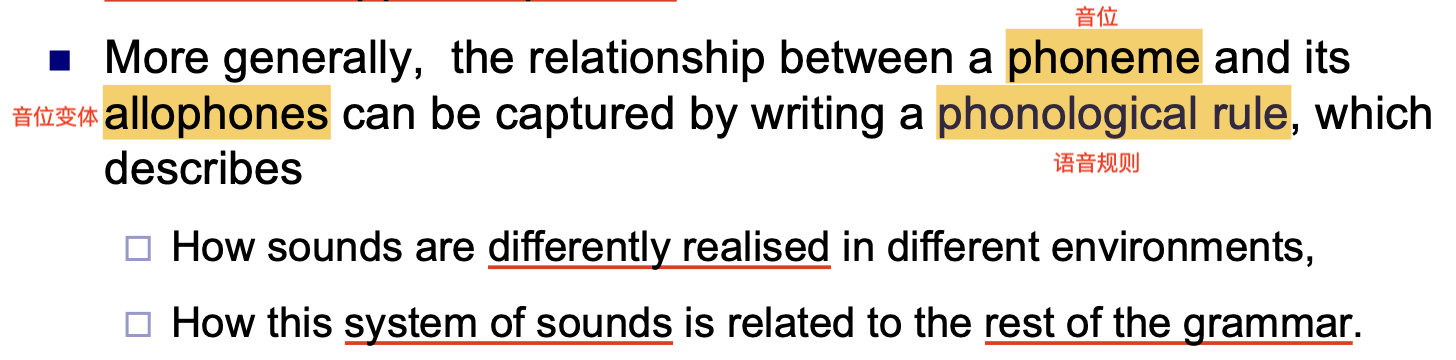 音位
More generally,  the relationship between a phoneme and its
音位变体 allophones can be captured by writing a phonological rule, which
语音规则
describes
How sounds are differently realised in different environments,
How this system of sounds is related to the rest of the grammar.